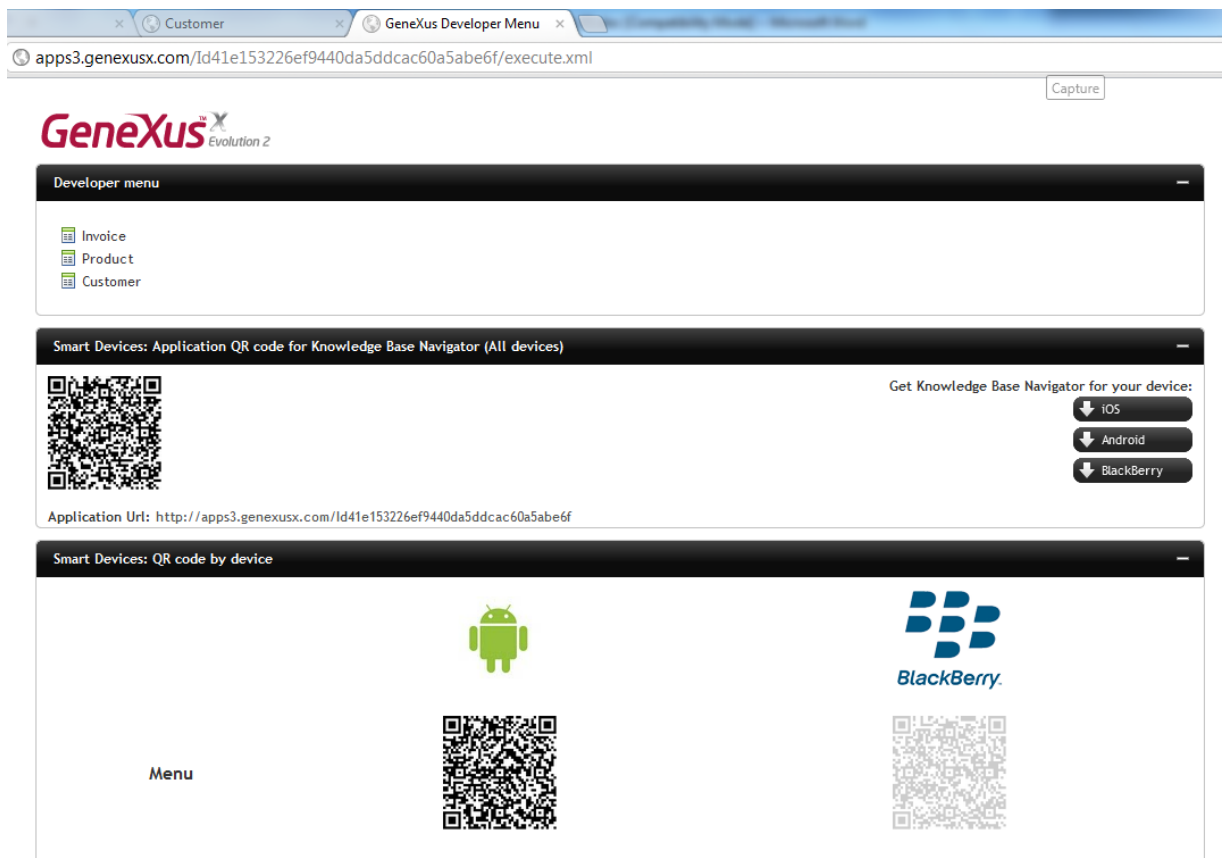 Customer
GeneXus Developer Menu
apps3.genexusx.com/Id41e153226ef9440da5ddcac60a5abe6f/execute.xml
Capture
GeneXus™ X
Evolution 2
Developer menu
Invoice
Product
Customer
Smart Devices: Application QR code for Knowledge Base Navigator (All devices)
Get Knowledge Base Navigator for your device:
iOS
Android
BlackBerry
Application Url: http://apps3.genexusx.com/Id41e153226ef9440da5ddcac60a5abe6f
Smart Devices: QR code by device
BlackBerry.
Menu